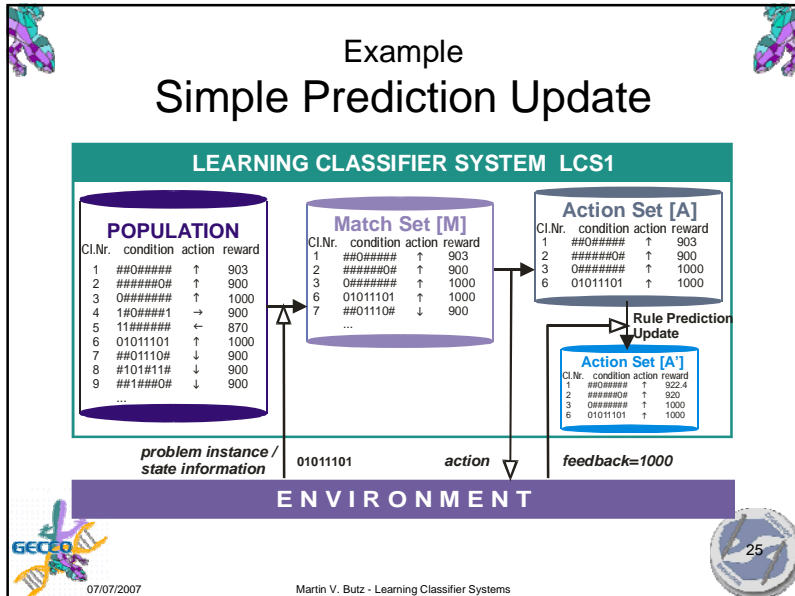 Example
Simple Prediction Update
LEARNING CLASSIFIER SYSTEM LCS1
POPULATION
Cl.Nr. condition action reward
1 ##0##### ↑ 903
2 ######0# ↑ 900
3 0####### ↑ 1000
4 1#0####1 → 900
5 11###### ← 870
6 01011101 ↑ 1000
7 ##01110# ↓ 900
8 #101#11# ↓ 900
9 ##1###0# ↓ 900
...
Match Set [M]
Cl.Nr. condition action reward
1 ##0##### ↑ 903
2 ######0# ↑ 900
3 0####### ↑ 1000
6 01011101 ↑ 1000
7 ##01110# ↓ 900
...
Action Set [A]
Cl.Nr. condition action reward
1 ##0##### ↑ 903
2 ######0# ↑ 900
3 0####### ↑ 1000
6 01011101 ↑ 1000
Rule Prediction
Update
Action Set [A']
Cl.Nr. condition action reward
1 ##0##### ↑ 922.4
2 ######0# ↑ 920
3 0####### ↑ 1000
6 01011101 ↑ 1000
problem instance /
state information
01011101
action
feedback=1000
ENVIRONMENT
GECCO
25
07/07/2007
Martin V. Butz - Learning Classifier Systems